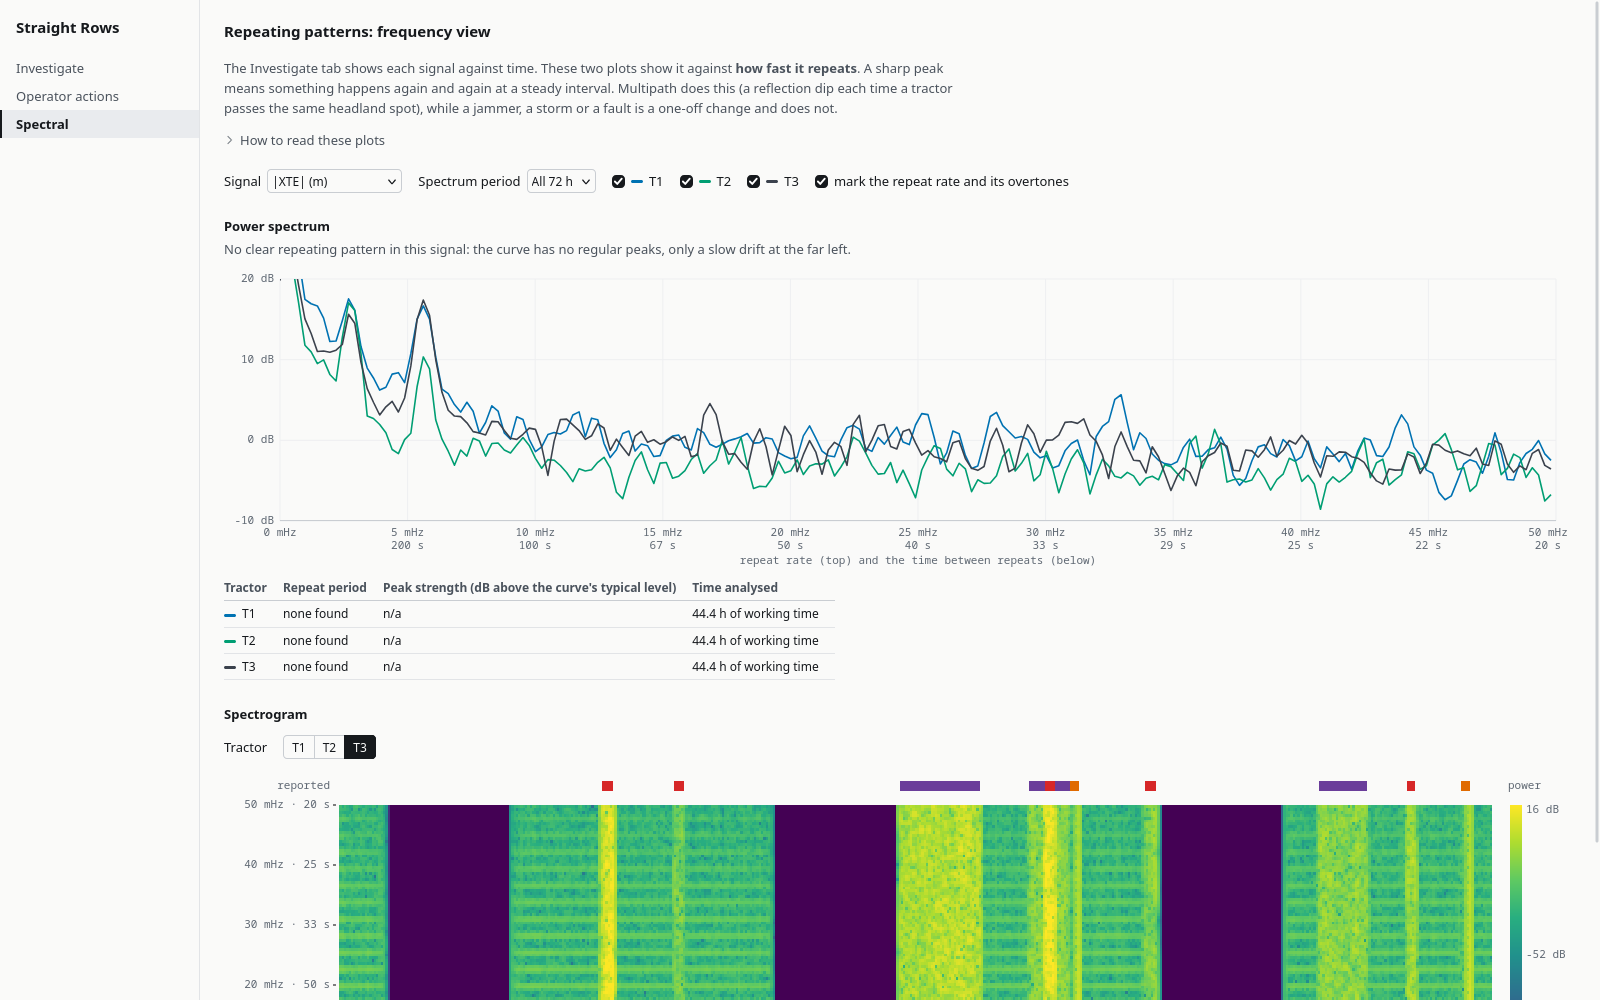 Straight Rows
Investigate
Operator actions
Spectral
Repeating patterns: frequency view
The Investigate tab shows each signal against time. These two plots show it against how fast it repeats. A sharp peak
means something happens again and again at a steady interval. Multipath does this (a reflection dip each time a tractor
passes the same headland spot), while a jammer, a storm or a fault is a one-off change and does not.
How to read these plots
Signal |XTE| (m) Spectrum period All 72 h T1 T2 T3 mark the repeat rate and its overtones
Power spectrum
No clear repeating pattern in this signal: the curve has no regular peaks, only a slow drift at the far left.
20 dB
10 dB
0 dB
-10 dB
0 mHz 5 mHz 10 mHz 15 mHz 20 mHz 25 mHz 30 mHz 35 mHz 40 mHz 45 mHz 50 mHz
200 s 100 s 67 s 50 s 40 s 33 s 29 s 25 s 22 s 20 s
repeat rate (top) and the time between repeats (below)
Tractor Repeat period Peak strength (dB above the curve's typical level) Time analysed
T1 none found n/a 44.4 h of working time
T2 none found n/a 44.4 h of working time
T3 none found n/a 44.4 h of working time
Spectrogram
Tractor T1 T2 T3
reported power
50 mHz · 20 s 16 dB
40 mHz · 25 s
30 mHz · 33 s
-52 dB
20 mHz · 50 s